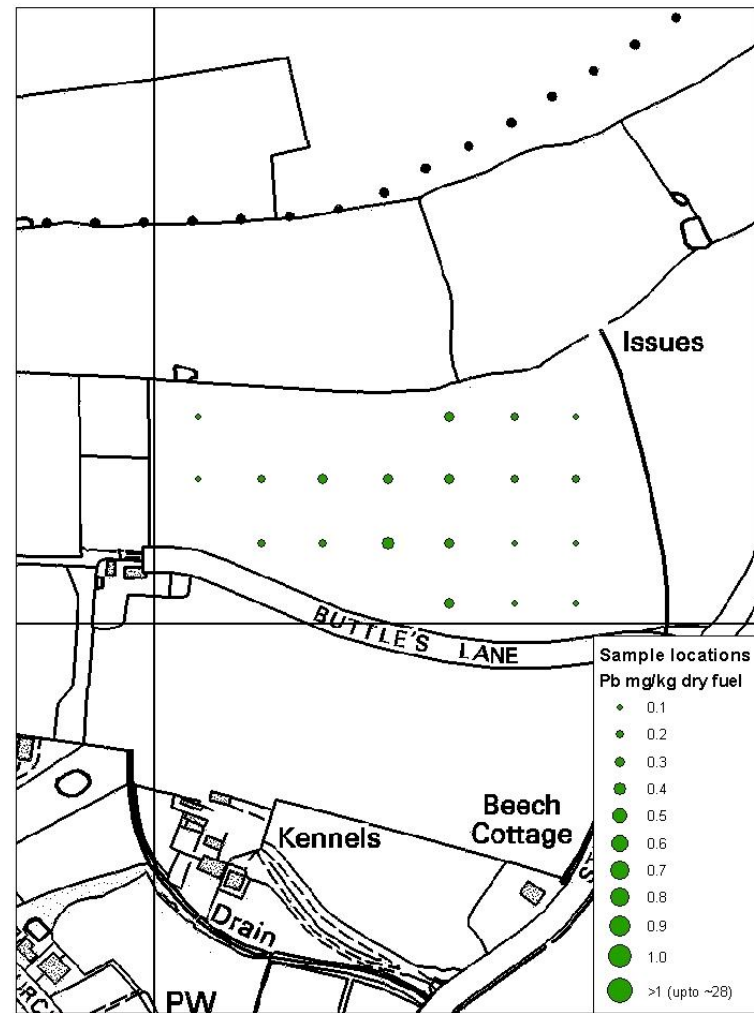 Issues
BUTTLE'S LANE
Sample locations
Pb mg/kg dry fuel
0.1
0.2
0.3
0.4
0.5
0.6
0.7
0.8
0.9
1.0
>1 (upto ~28)
Beech
Cottage
Kennels
Drain
PW